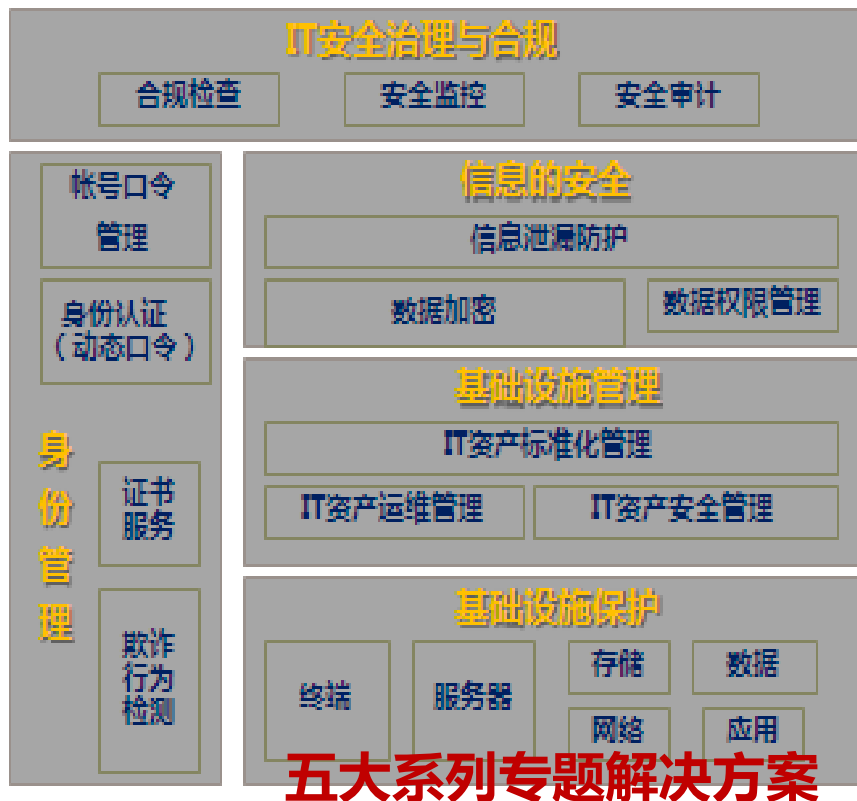 IT安全治理与合规
合规检查
安全监控
安全审计
帐号口令
管理
身份认证
（动态口令）
身
份
管
理
证书
服务
欺诈
行为
检测
信息的安全
信息泄漏防护
数据加密
数据权限管理
基础设施管理
IT资产标准化管理
IT资产运维管理
IT资产安全管理
基础设施保护
终端
服务器
存储
数据
网络
应用
五大系列专题解决方案